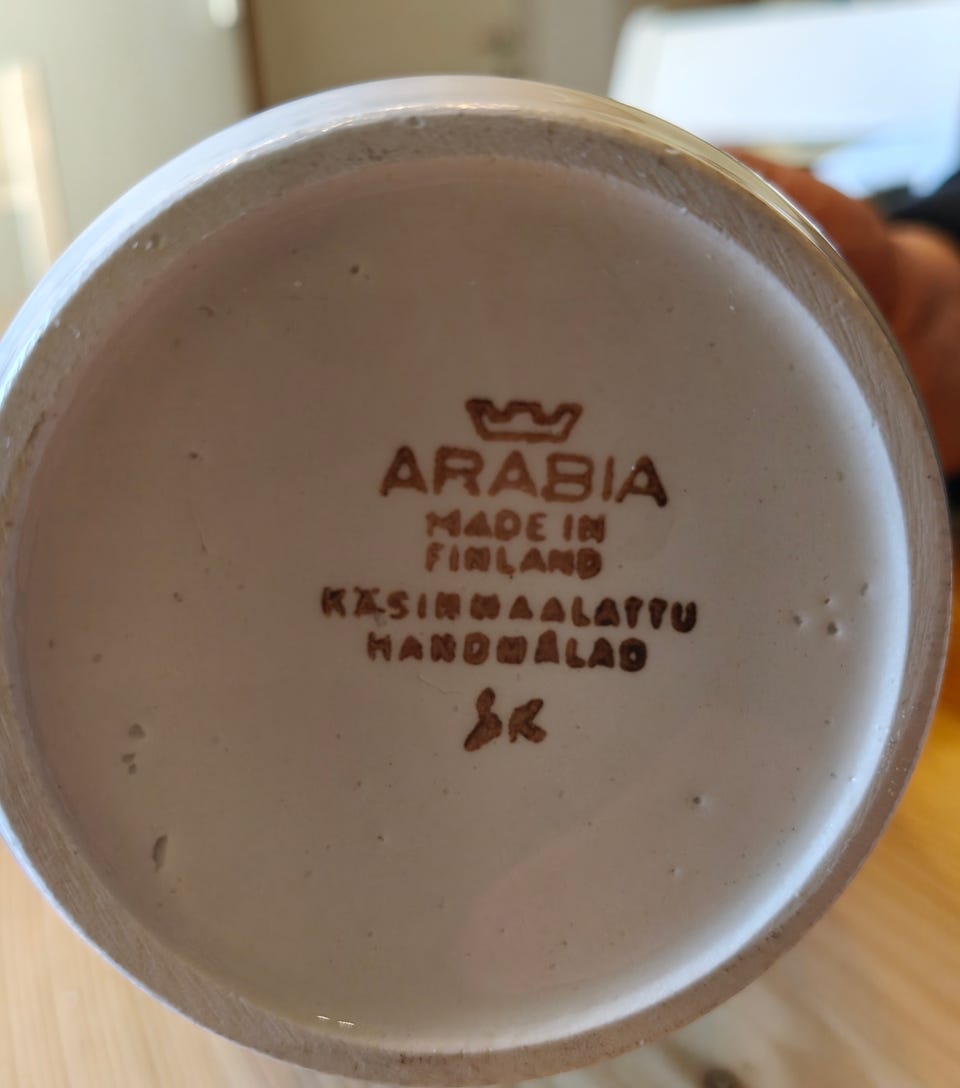 ARABIA
MADE IN
FINLAND
KÄSINMAALATTU
HANDMÅLAD
SK